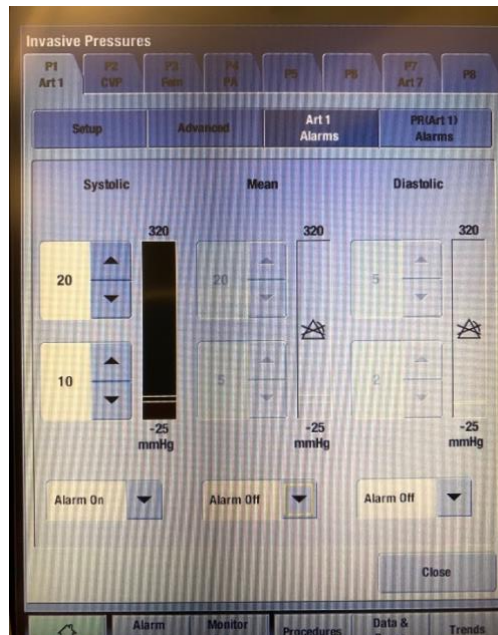 Invasive Pressures
P1 P2 P3 P4 P5 P6 P7 P8
Art 1 CVP Fem PA Art 7
Setup Advanced Art 1 Alarms PR(Art 1) Alarms
Systolic Mean Diastolic
320 320 320
20 20 5
10 5 2
-25 -25 -25
mmHg mmHg mmHg
Alarm On Alarm Off Alarm Off
Close
Alarm Monitor Procedures Data & Trends